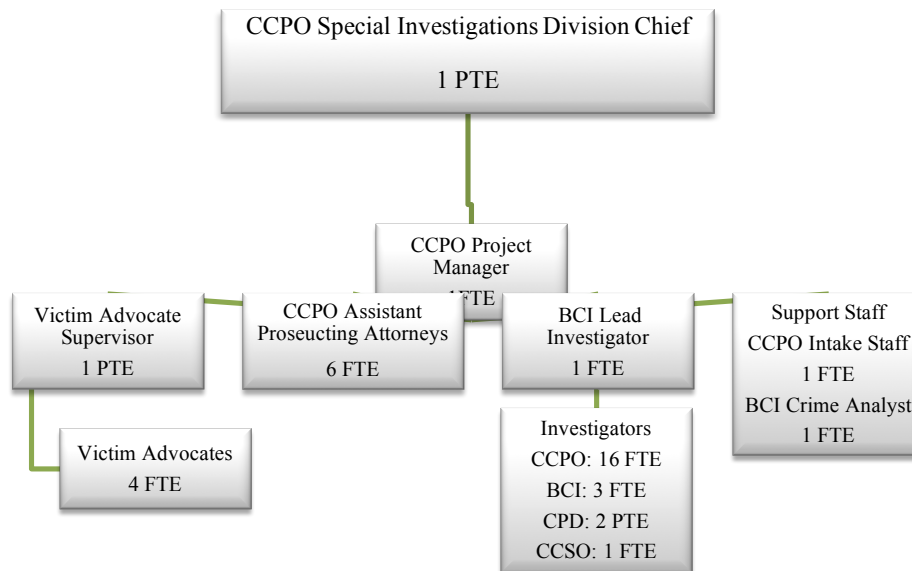 CCPO Special Investigations Division Chief
1 PTE
CCPO Project
Manager
1FTE
Victim Advocate
Supervisor
1 PTE
CCPO Assistant
Proseucting Attorneys
6 FTE
BCI Lead
Investigator
1 FTE
Support Staff
CCPO Intake Staff
1 FTE
BCI Crime Analyst
1 FTE
Victim Advocates
4 FTE
Investigators
CCPO: 16 FTE
BCI: 3 FTE
CPD: 2 PTE
CCSO: 1 FTE